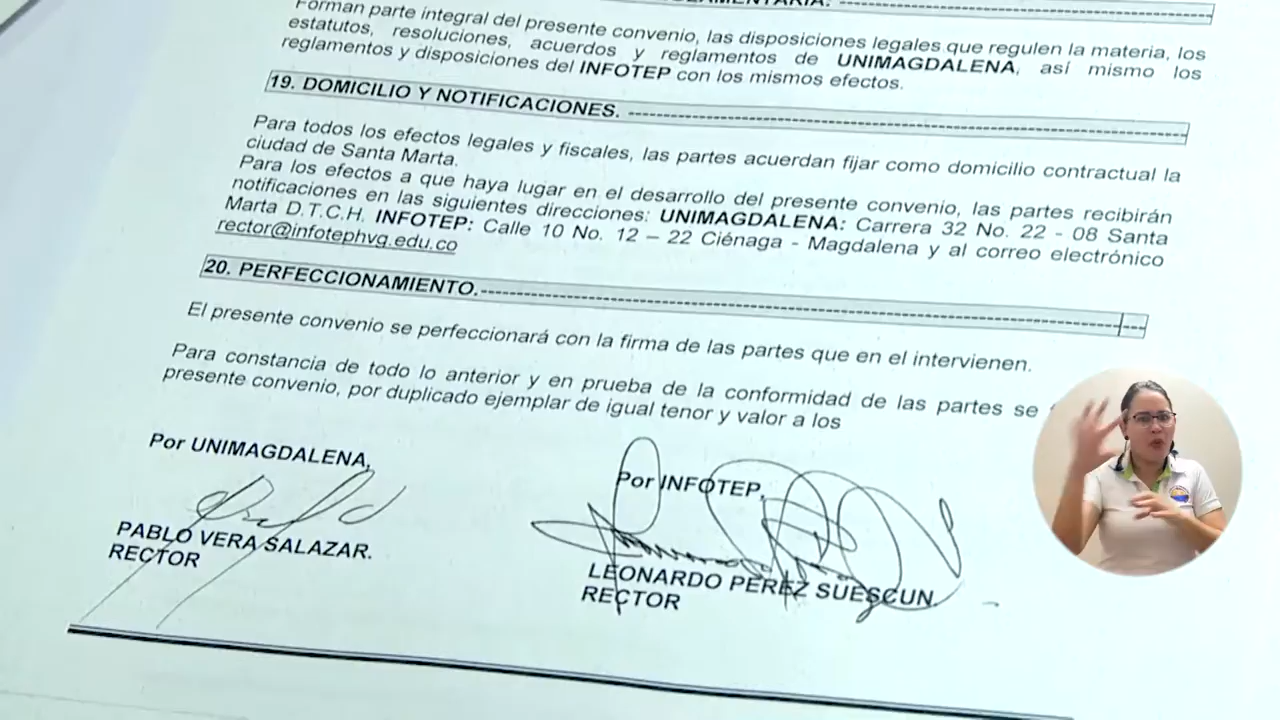 Forman parte integral del presente convenio, las disposiciones legales que regulen la materia, los
estatutos, resoluciones, acuerdos y reglamentos de UNIMAGDALENA, así mismo los
reglamentos y disposiciones del INFOTEP con los mismos efectos.
19. DOMICILIO Y NOTIFICACIONES.
Para todos los efectos legales y fiscales, las partes acuerdan fijar como domicilio contractual la
ciudad de Santa Marta.
Para los efectos a que haya lugar en el desarrollo del presente convenio, las partes recibirán
notificaciones en las siguientes direcciones: UNIMAGDALENA: Carrera 32 No. 22 - 08 Santa
Marta D.T.C.H. INFOTEP: Calle 10 No. 12 – 22 Ciénaga - Magdalena y al correo electrónico
rector@infotephvg.edu.co
20. PERFECCIONAMIENTO.
El presente convenio se perfeccionará con la firma de las partes que en el intervienen.
Para constancia de todo lo anterior y en prueba de la conformidad de las partes se
presente convenio, por duplicado ejemplar de igual tenor y valor a los
Por UNIMAGDALENA,
PABLO VERA SALAZAR.
RECTOR
Por INFOTEP,
LEONARDO PEREZ SUESCUN
RECTOR